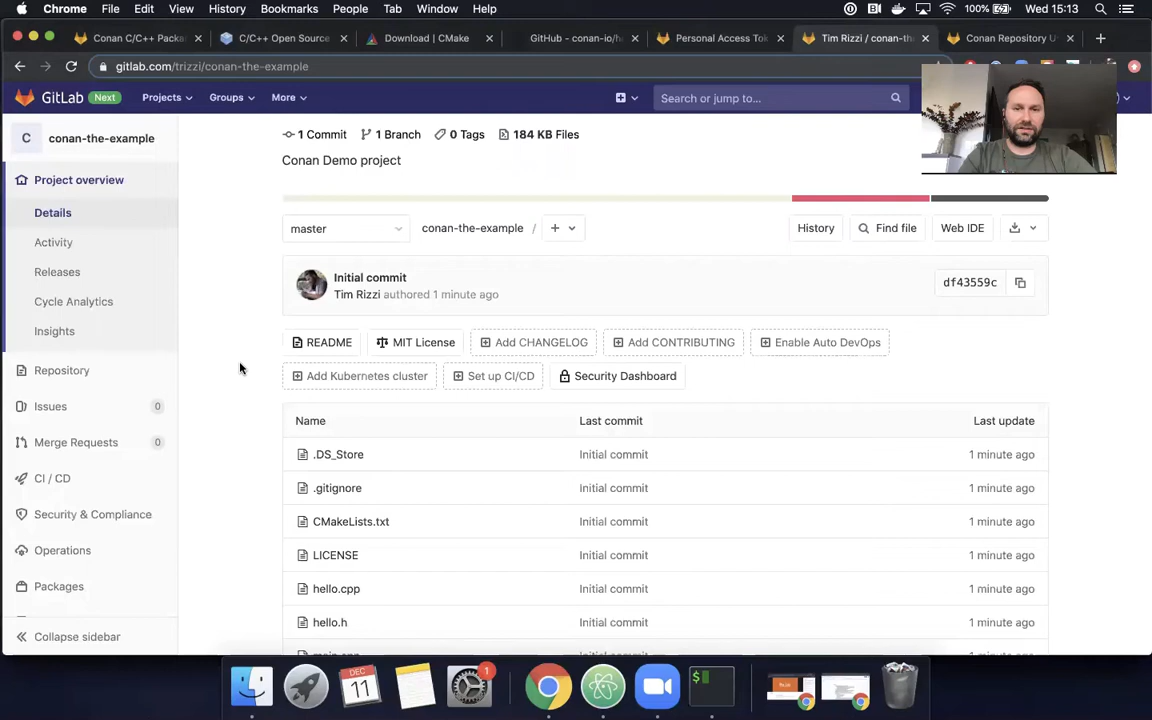 Chrome File Edit View History Bookmarks People Tab Window Help 100% Wed 15:13
Conan C/C++ Packa × C/C++ Open Source × Download | CMake × GitHub - conan-io/h × Personal Access Tok × Tim Rizzi / conan-th × Conan Repository U × +
gitlab.com/trizzi/conan-the-example
GitLab Next Projects Groups More Search or jump to...
C conan-the-example
Project overview
Details
Activity
Releases
Cycle Analytics
Insights
Repository
Issues 0
Merge Requests 0
CI / CD
Security & Compliance
Operations
Packages
Collapse sidebar
1 Commit 1 Branch 0 Tags 184 KB Files
Conan Demo project
master conan-the-example / + History Find file Web IDE
Initial commit
Tim Rizzi authored 1 minute ago
df43559c
README MIT License Add CHANGELOG Add CONTRIBUTING Enable Auto DevOps
Add Kubernetes cluster Set up CI/CD Security Dashboard
Name Last commit Last update
.DS_Store Initial commit 1 minute ago
.gitignore Initial commit 1 minute ago
CMakeLists.txt Initial commit 1 minute ago
LICENSE Initial commit 1 minute ago
hello.cpp Initial commit 1 minute ago
hello.h Initial commit 1 minute ago
DEC
11
1
$